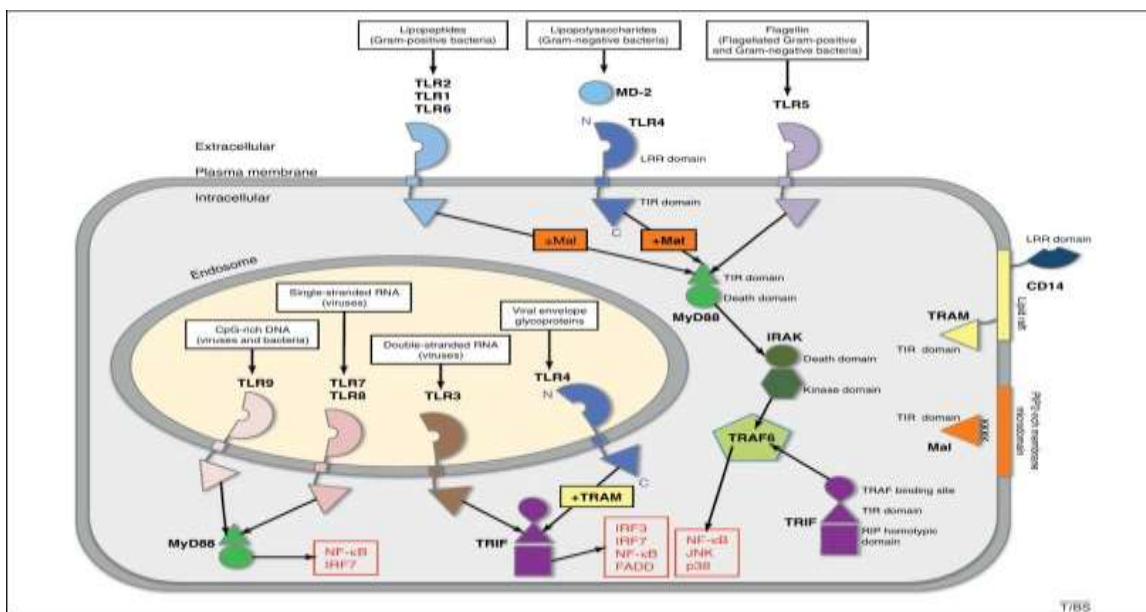 Lipopeptides
(Gram-positive bacteria)
Lipopolysaccharides
(Gram-negative bacteria)
Flagellin
(Flagellated Gram-positive
and Gram-negative bacteria)
TLR2
TLR1
TLR6
MD-2
TLR5
N
TLR4
Extracellular
LRR domain
Plasma membrane
Intracellular
TIR domain
C
±Mal
+Mal
LRR domain
CD14
Endosome
TIR domain
Death domain
MyD88
Lipid raft
TRAM
TIR domain
Single-stranded RNA
(viruses)
Viral envelope
glycoproteins
CpG-rich DNA
(viruses and bacteria)
Double-stranded RNA
(viruses)
IRAK
Death domain
Kinase domain
TLR9
TLR7
TLR8
TLR3
TLR4
N
TIR domain
Mal
membrane
microdomain
TRAF6
C
+TRAM
TRAF binding site
TIR domain
TRIF
RIP homotypic
domain
MyD88
NF-κB
IRF7
TRIF
IRF3
IRF7
NF-κB
FADD
NF-κB
JNK
p38
TiBS